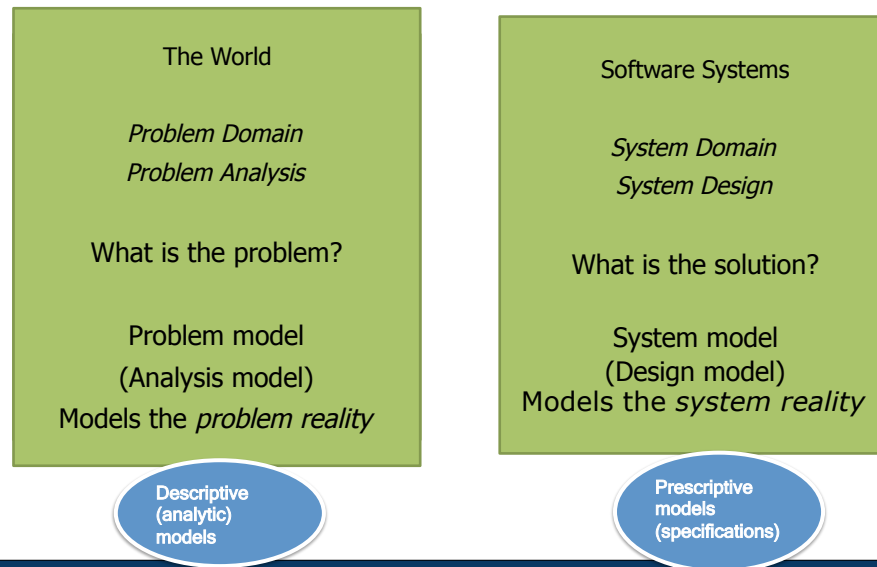 The World
Problem Domain
Problem Analysis
What is the problem?
Problem model
(Analysis model)
Models the problem reality
Descriptive
(analytic)
models
Software Systems
System Domain
System Design
What is the solution?
System model
(Design model)
Models the system reality
Prescriptive
models
(specifications)